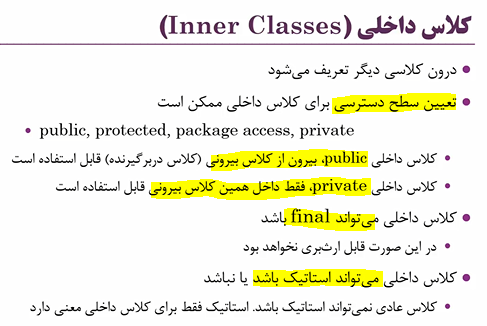 کلاس داخلی (Inner Classes)
درون کلاسی دیگر تعریف می‌شود
تعیین سطح دسترسی برای کلاس داخلی ممکن است
public, protected, package access, private
کلاس داخلی public، بیرون از کلاس بیرونی (کلاس دربرگیرنده) قابل استفاده است
کلاس داخلی private، فقط داخل همین کلاس بیرونی قابل استفاده است
کلاس داخلی می‌تواند final باشد
در این صورت قابل ارث‌بری نخواهد بود
کلاس داخلی می‌تواند استاتیک باشد یا نباشد
کلاس عادی نمی‌تواند استاتیک باشد. استاتیک فقط برای کلاس داخلی معنی دارد